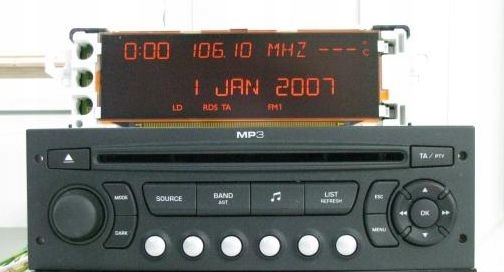 0:00 106.10 MHZ ---°C
1 JAN 2007
LD RDS TA FM1
MP3
TA/PTY
MODE SOURCE BAND AST LIST REFRESH ESC
DARK MENU OK